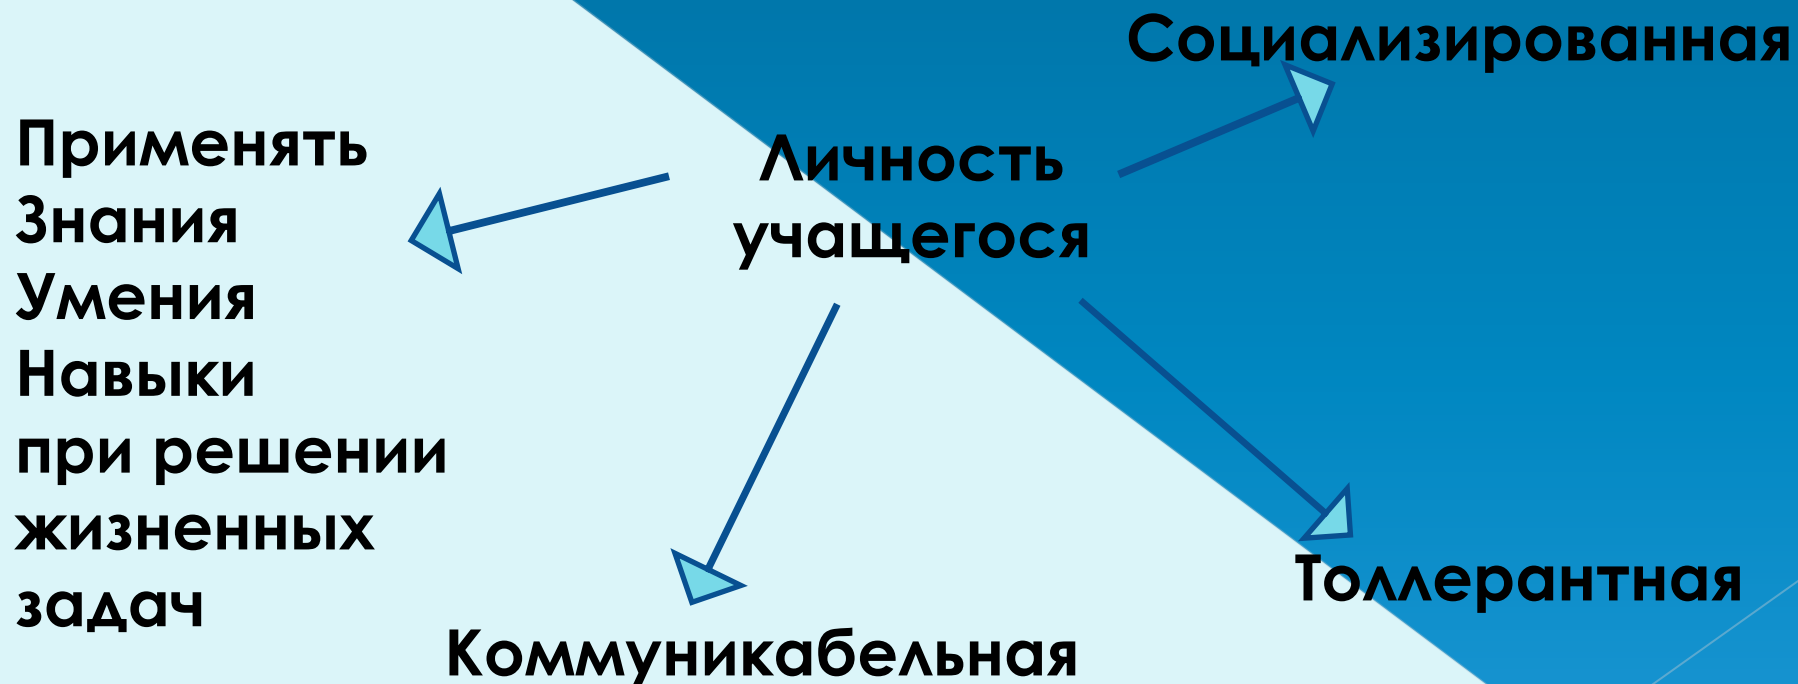 Социализированная
Личность
учащегося
Применять
Знания
Умения
Навыки
при решении
жизненных
задач
Толлерантная
Коммуникабельная